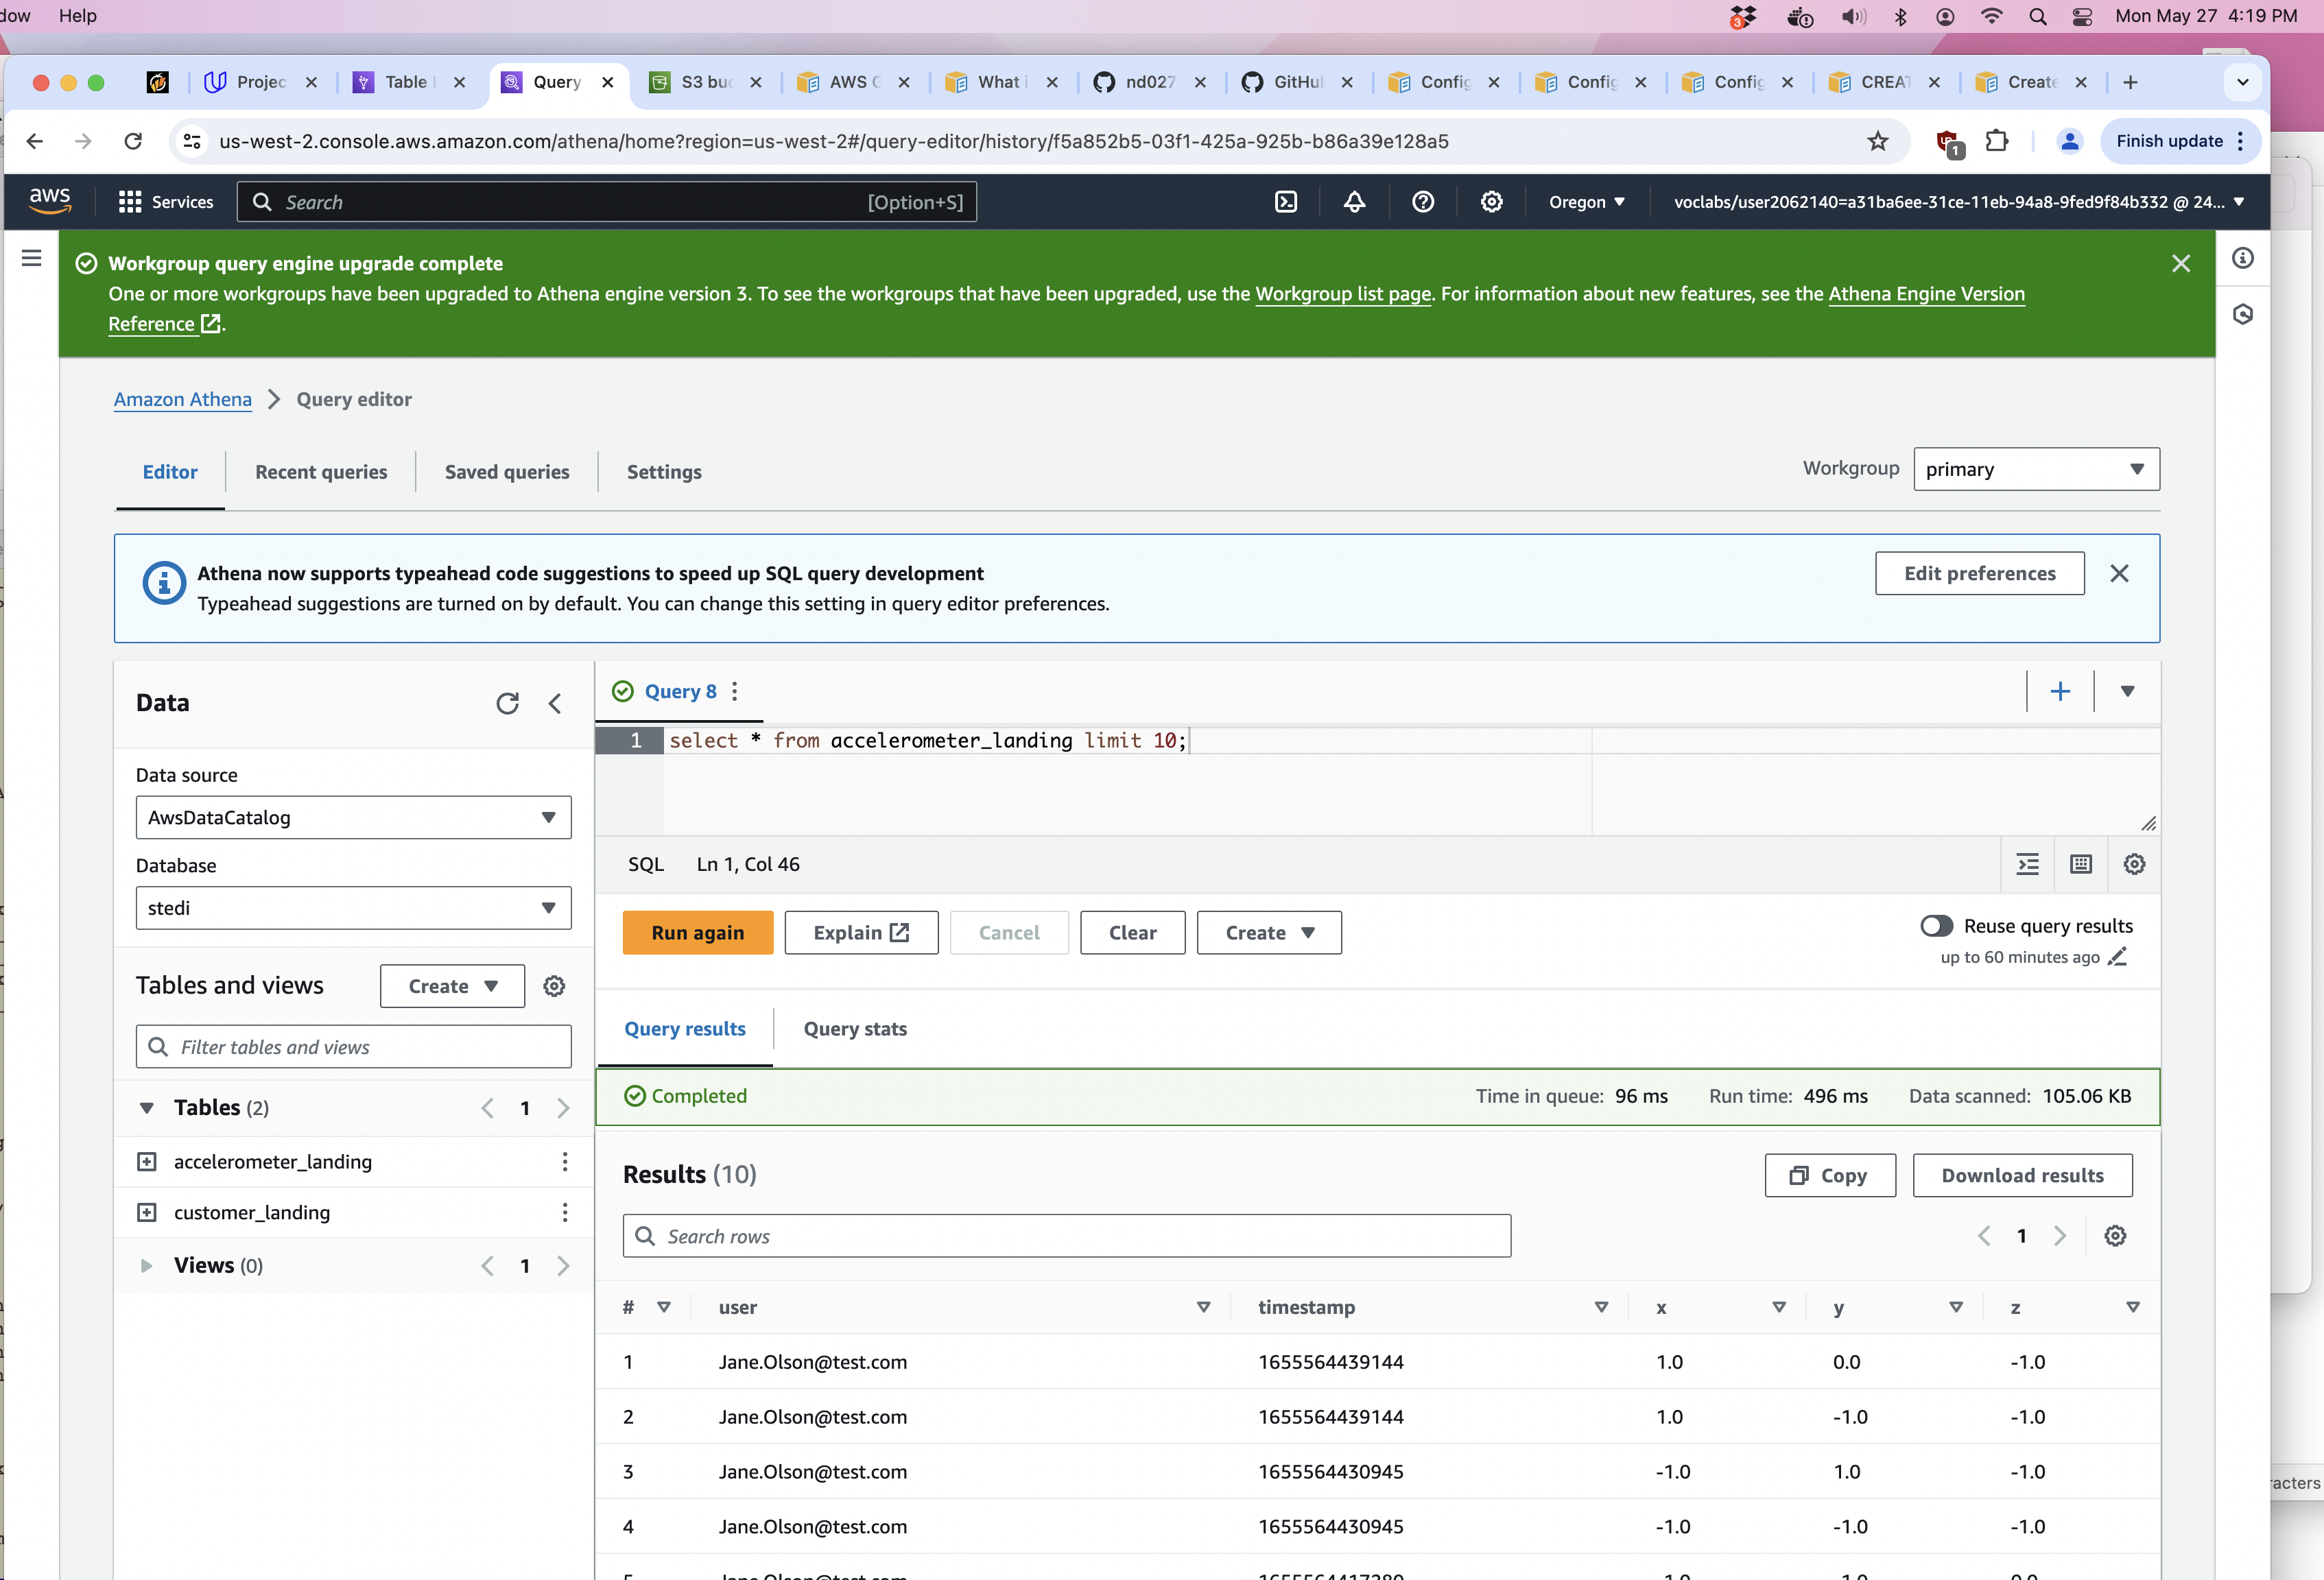 dow Help
3
Mon May 27 4:19 PM
Projec
Table
Query
S3 buc
AWS G
What i
nd027
GitHu
Config
Config
Config
CREAT
Create
us-west-2.console.aws.amazon.com/athena/home?region=us-west-2#/query-editor/history/f5a852b5-03f1-425a-925b-b86a39e128a5
1
Finish update
aws
Services
Search
[Option+S]
Oregon
voclabs/user2062140=a31ba6ee-31ce-11eb-94a8-9fed9f84b332 @ 24...
Workgroup query engine upgrade complete
One or more workgroups have been upgraded to Athena engine version 3. To see the workgroups that have been upgraded, use the Workgroup list page. For information about new features, see the Athena Engine Version
Reference .
Amazon Athena Query editor
Editor
Recent queries
Saved queries
Settings
Workgroup
primary
Athena now supports typeahead code suggestions to speed up SQL query development
Typeahead suggestions are turned on by default. You can change this setting in query editor preferences.
Edit preferences
Data
Data source
AwsDataCatalog
Database
stedi
Tables and views
Create
Filter tables and views
Tables (2)
1
accelerometer_landing
customer_landing
Views (0)
1
Query 8
1 select * from accelerometer_landing limit 10;
SQL Ln 1, Col 46
Run again
Explain
Cancel
Clear
Create
Reuse query results
up to 60 minutes ago
Query results
Query stats
Completed
Time in queue: 96 ms
Run time: 496 ms
Data scanned: 105.06 KB
Results (10)
Copy
Download results
Search rows
1
# user timestamp x y z
1 Jane.Olson@test.com 1655564439144 1.0 0.0 -1.0
2 Jane.Olson@test.com 1655564439144 1.0 -1.0 -1.0
3 Jane.Olson@test.com 1655564430945 -1.0 1.0 -1.0
4 Jane.Olson@test.com 1655564430945 -1.0 -1.0 -1.0
racters